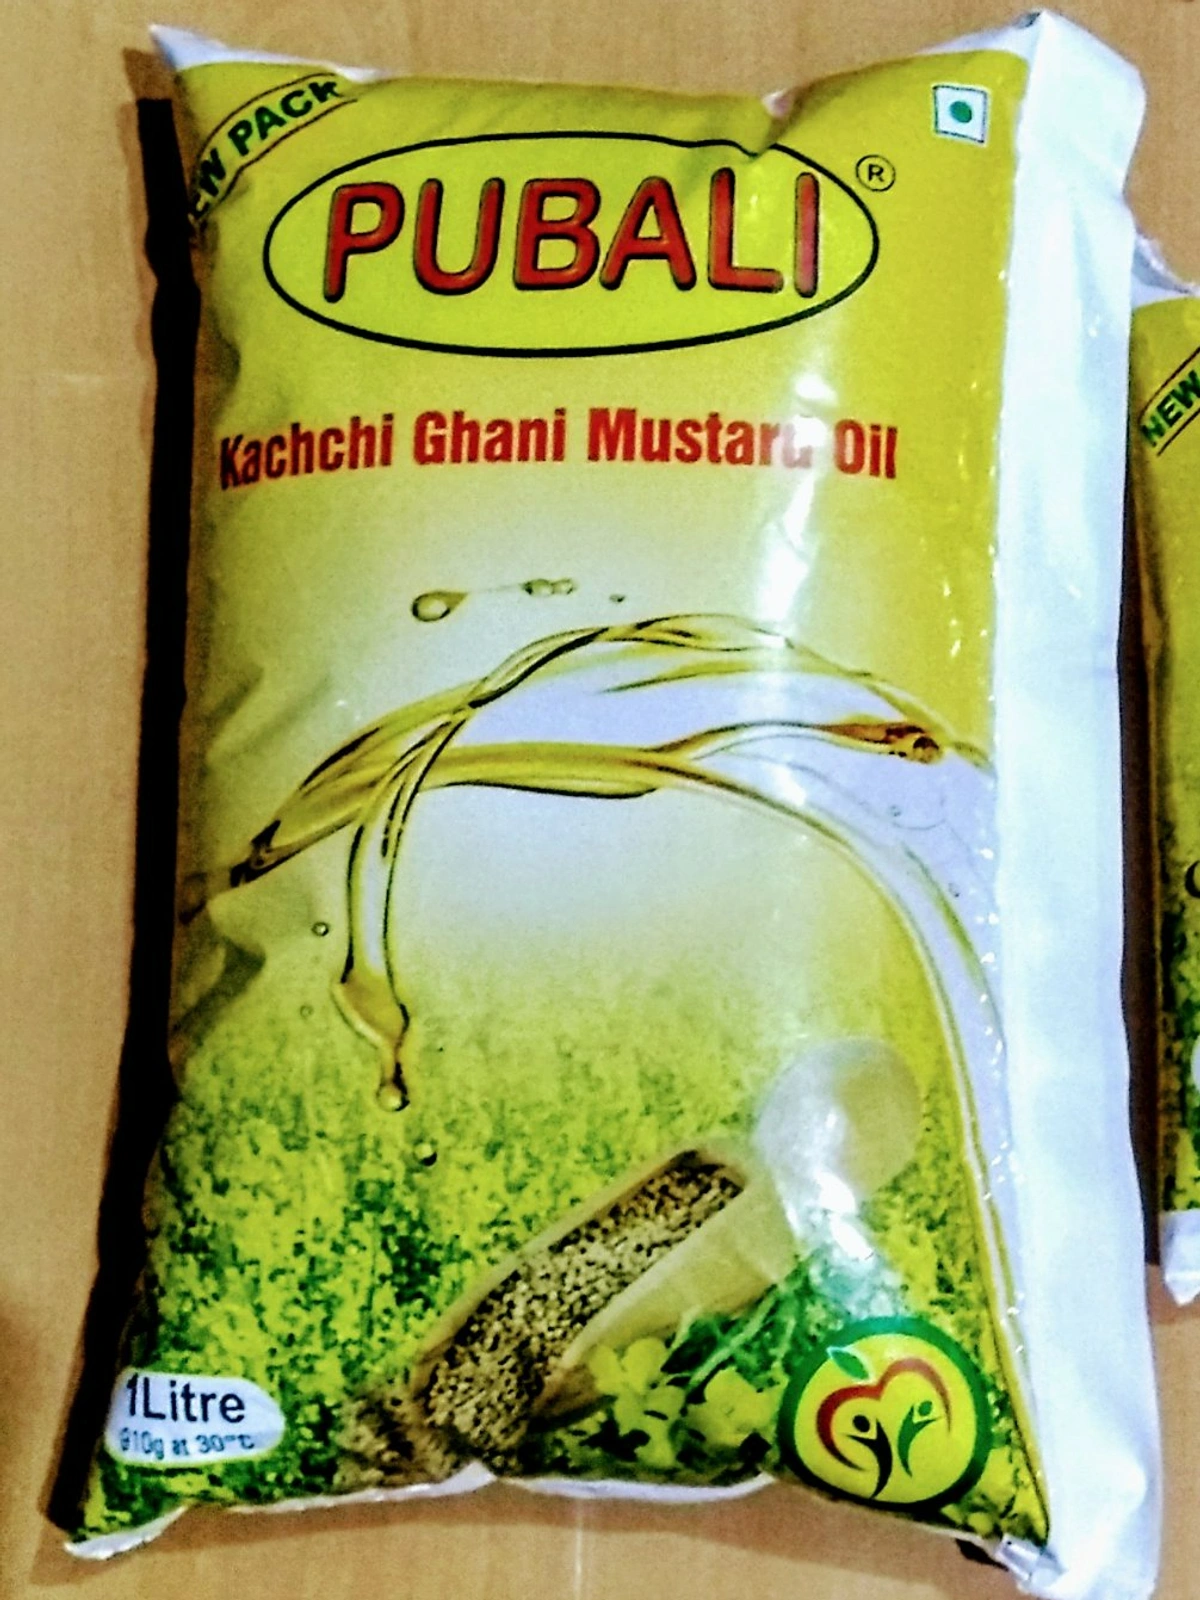 NEW PACK
PUBALI
®
Kachchi Ghani Mustard Oil
1Litre
910g at 30°C
NEW